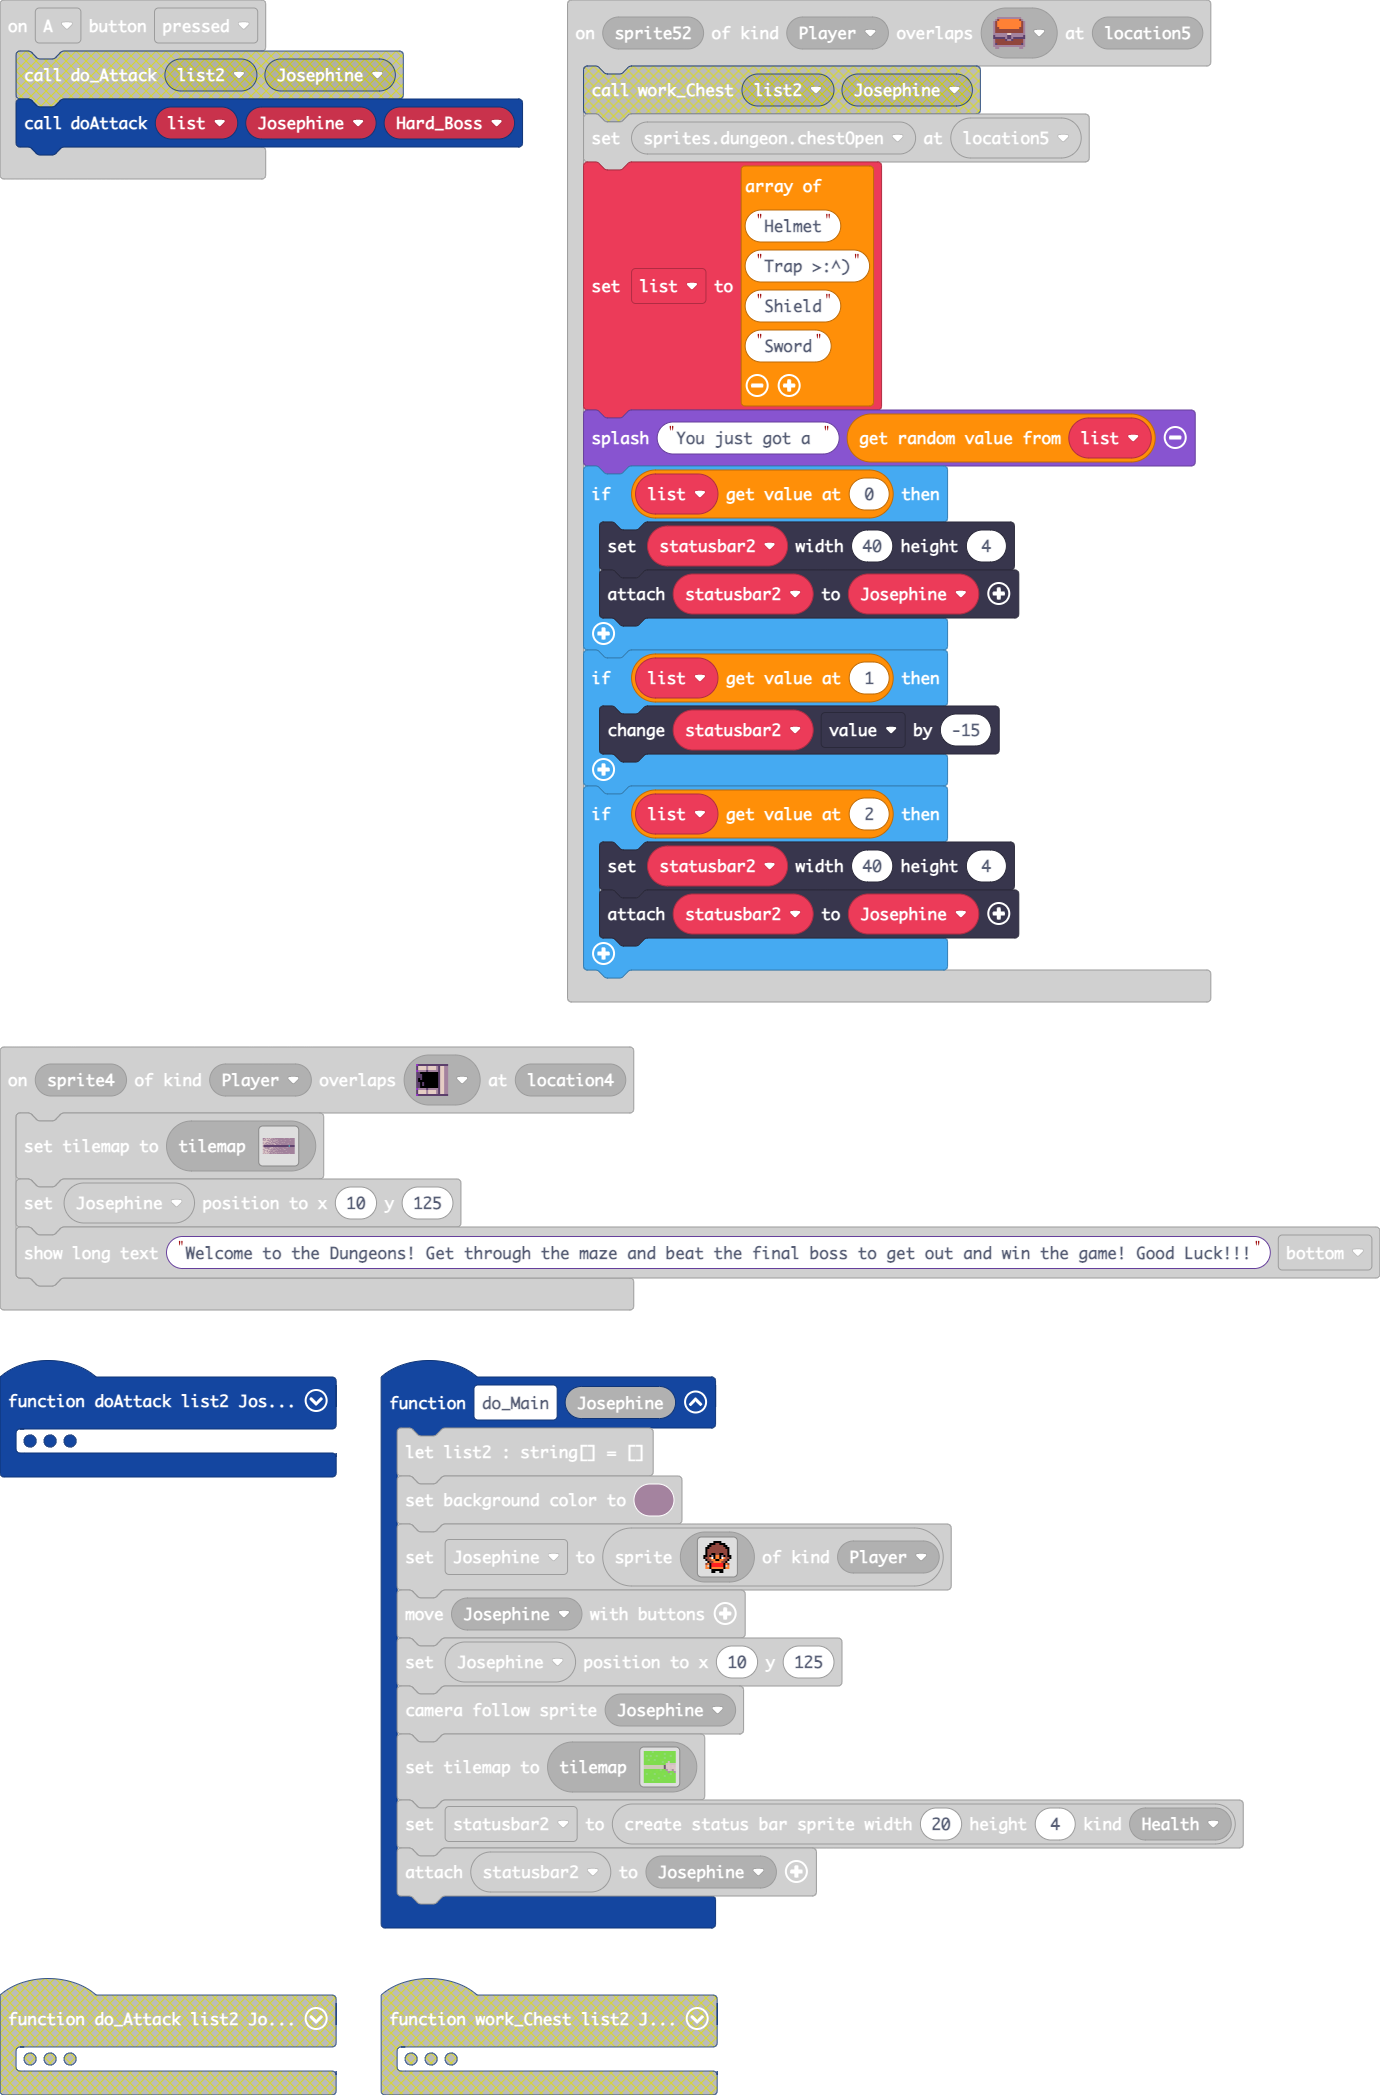 on A button pressed
call do_Attack list2 Josephine
call doAttack list Josephine Hard_Boss
on sprite52 of kind Player overlaps at location5
call work_Chest list2 Josephine
set sprites.dungeon.chestOpen at location5
set list to array of
"Helmet"
"Trap >:^)"
"Shield"
"Sword"
splash "You just got a " get random value from list
if list get value at 0 then
set statusbar2 width 40 height 4
attach statusbar2 to Josephine
if list get value at 1 then
change statusbar2 value by -15
if list get value at 2 then
set statusbar2 width 40 height 4
attach statusbar2 to Josephine
on sprite4 of kind Player overlaps at location4
set tilemap to tilemap
set Josephine position to x 10 y 125
show long text "Welcome to the Dungeons! Get through the maze and beat the final boss to get out and win the game! Good Luck!!!" bottom
function doAttack list2 Jos...
function do_Main Josephine
let list2 : string[] = []
set background color to
set Josephine to sprite of kind Player
move Josephine with buttons
set Josephine position to x 10 y 125
camera follow sprite Josephine
set tilemap to tilemap
set statusbar2 to create status bar sprite width 20 height 4 kind Health
attach statusbar2 to Josephine
function do_Attack list2 Jo...
function work_Chest list2 J...